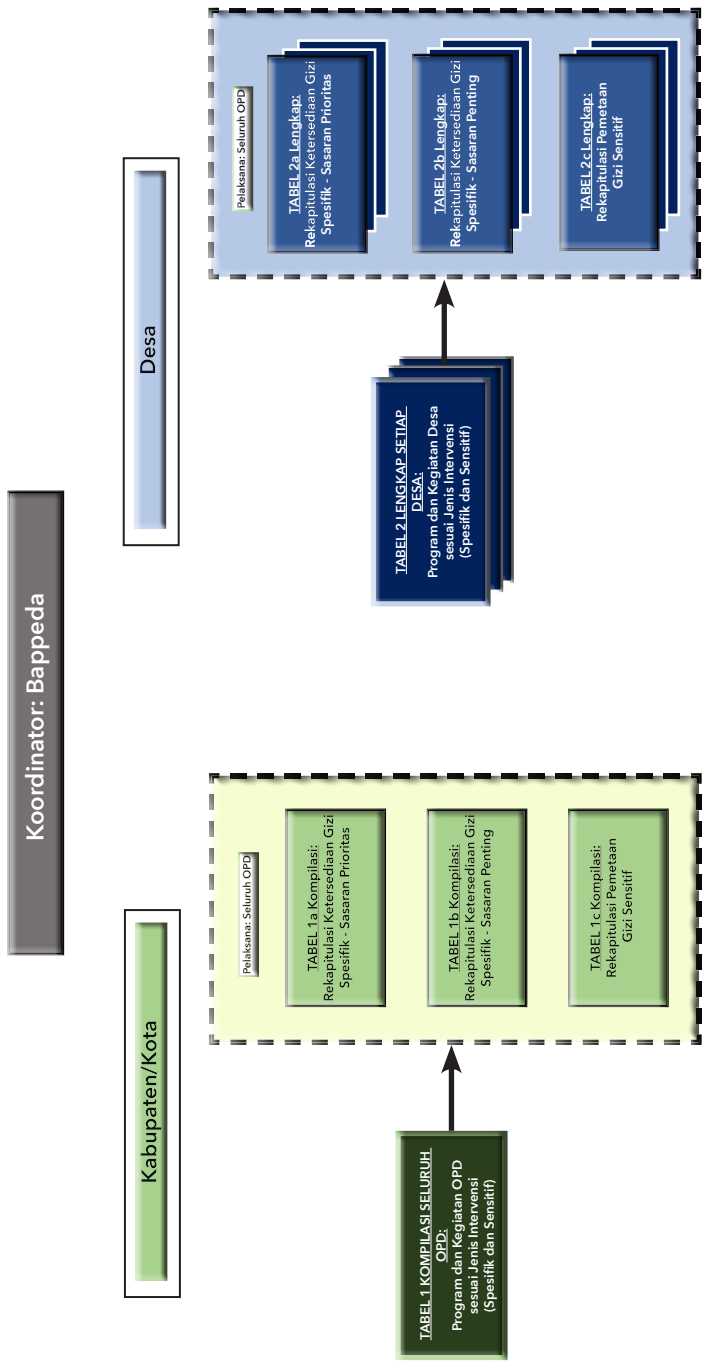 Koordinator: Bappeda
Kabupaten/Kota
TABEL 1 KOMPILASI SELURUH
OPD:
Program dan Kegiatan OPD
sesuai Jenis Intervensi
(Spesifik dan Sensitif)
Pelaksana: Seluruh OPD
TABEL 1a Kompilasi:
Rekapitulasi Ketersediaan Gizi
Spesifik - Sasaran Prioritas
TABEL 1b Kompilasi:
Rekapitulasi Ketersediaan Gizi
Spesifik - Sasaran Penting
TABEL 1c Kompilasi:
Rekapitulasi Pemetaan
Gizi Sensitif
Desa
TABEL 2 LENGKAP SETIAP
DESA:
Program dan Kegiatan Desa
sesuai Jenis Intervensi
(Spesifik dan Sensitif)
Pelaksana: Seluruh OPD
TABEL 2a Lengkap:
Rekapitulasi Ketersediaan Gizi
Spesifik - Sasaran Prioritas
TABEL 2b Lengkap:
Rekapitulasi Ketersediaan Gizi
Spesifik - Sasaran Penting
TABEL 2c Lengkap:
Rekapitulasi Pemetaan
Gizi Sensitif